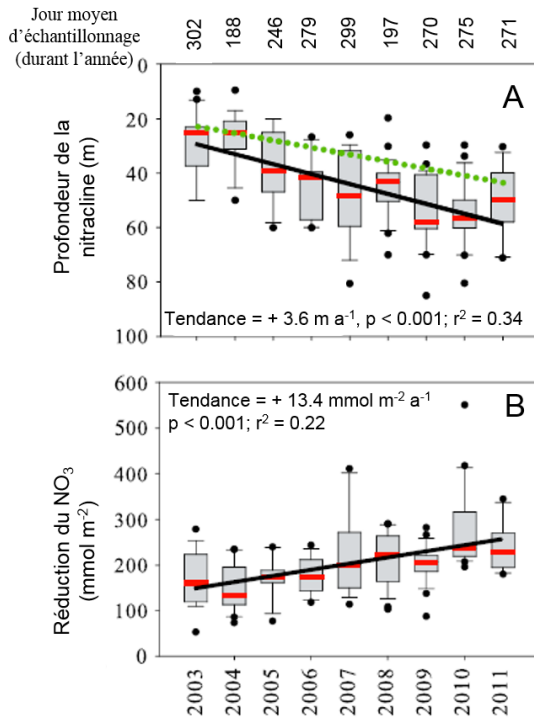 Jour moyen
d'échantillonnage
(durant l'année)
302 188 246 279 299 197 270 275 271
A
Profondeur de la
nitracline (m)
0
20
40
60
80
100
Tendance = + 3.6 m a⁻¹, p < 0.001; r² = 0.34
B
Tendance = + 13.4 mmol m⁻² a⁻¹
p < 0.001; r² = 0.22
Réduction du NO₃
(mmol m⁻²)
600
500
400
300
200
100
0
2003 2004 2005 2006 2007 2008 2009 2010 2011